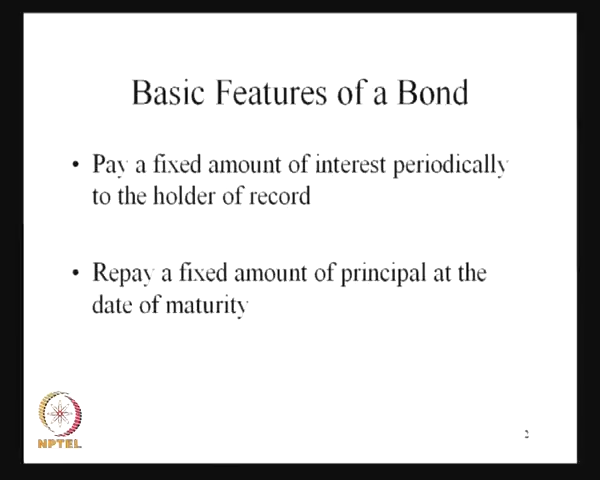 Basic Features of a Bond
• Pay a fixed amount of interest periodically
to the holder of record
• Repay a fixed amount of principal at the
date of maturity
NPTEL
2